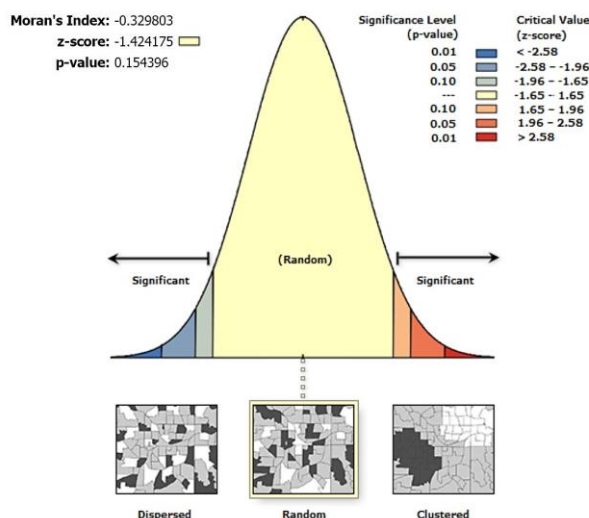 Moran's Index: -0.329803
z-score: -1.424175
p-value: 0.154396
Significance Level
(p-value)
Critical Value
(z-score)
0.01 < -2.58
0.05 -2.58 – -1.96
0.10 -1.96 – -1.65
--- -1.65 – 1.65
0.10 1.65 – 1.96
0.05 1.96 – 2.58
0.01 > 2.58
Significant
(Random)
Significant
Dispersed
Random
Clustered